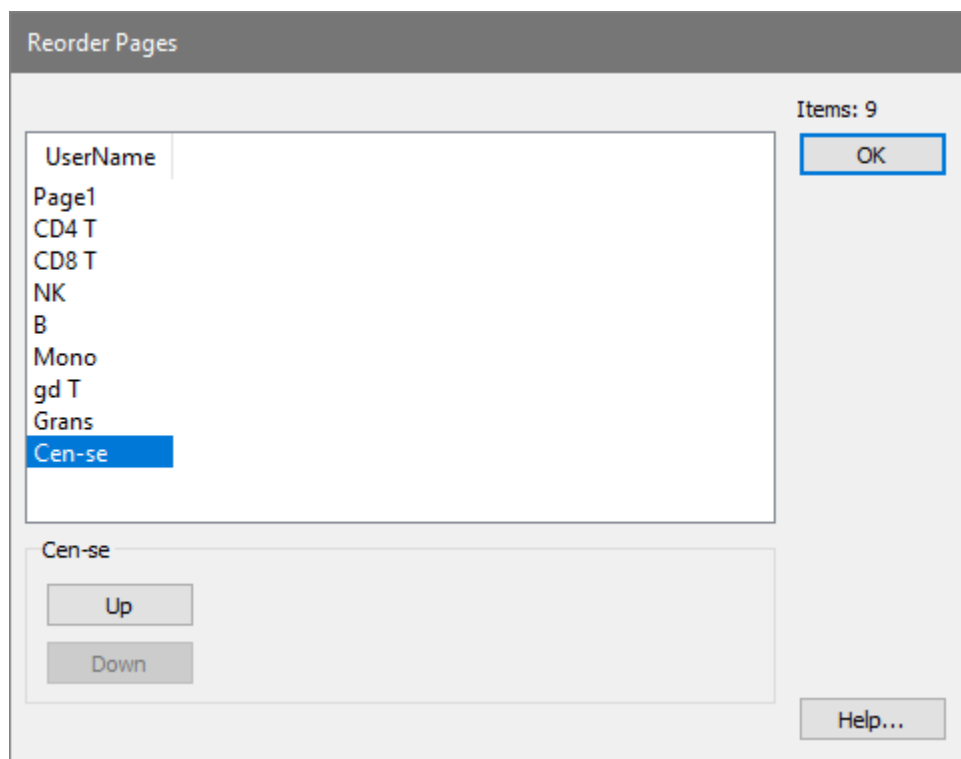 Reorder Pages
Items: 9
OK
UserName
Page1
CD4 T
CD8 T
NK
B
Mono
gd T
Grans
Cen-se
Cen-se
Up
Down
Help...